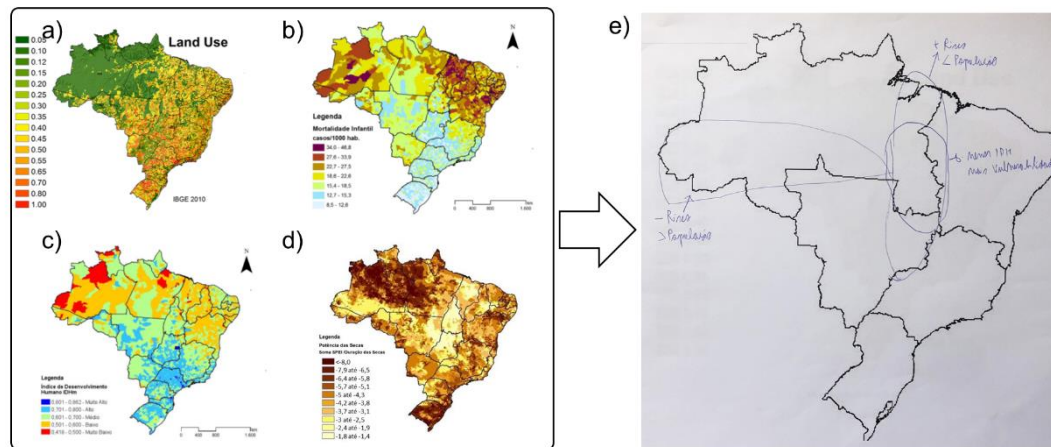 a)
Land Use
0.05
0.10
0.12
0.15
0.20
0.25
0.30
0.35
0.40
0.45
0.50
0.55
0.65
0.70
0.80
1.00
IBGE 2010
b)
N
Legenda
Mortalidade Infantil
casos/1000 hab.
34,0 - 46,8
27,6 - 33,9
22,7 - 27,5
18,6 - 22,6
15,4 - 18,5
12,7 - 15,3
8,5 - 12,6
c)
N
Legenda
Índice de Desenvolvimento
Humano IDHm
0.801 - 0.862 - Muito Alto
0.701 - 0.800 - Alto
0.601 - 0.700 - Médio
0.501 - 0.600 - Baixo
0.418 - 0.500 - Muito Baixo
d)
Legenda
Potência das Secas
Soma SPEI /Duração das Secas
<-8,0
-7,9 até -6,5
-6,4 até -5,8
-5,7 até -5,1
-5 até -4,3
-4,2 até -3,8
-3,7 até -3,1
-3 até -2,5
-2,4 até -1,9
-1,8 até -1,4
e)
+
< População
menor IDH
mais vulnerabilidade
-
> População